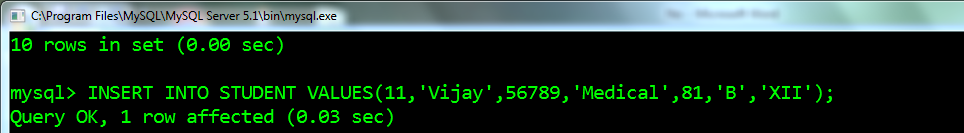 C:\Program Files\MySQL\MySQL Server 5.1\bin\mysql.exe
10 rows in set (0.00 sec)
mysql> INSERT INTO STUDENT VALUES(11,'Vijay',56789,'Medical',81,'B','XII');
Query OK, 1 row affected (0.03 sec)